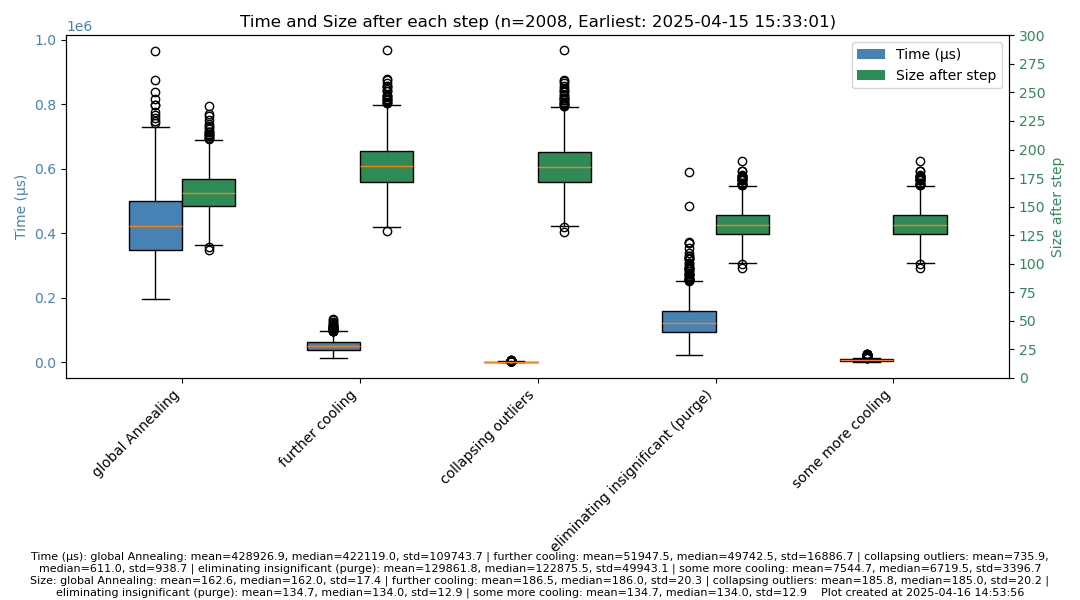 Time and Size after each step (n=2008, Earliest: 2025-04-15 15:33:01)
1e6
1.0
0.8
0.6
0.4
0.2
0.0
Time (µs)
300
275
250
225
200
175
150
125
100
75
50
25
0
Size after step
Time (µs)
Size after step
global Annealing
further cooling
collapsing outliers
eliminating insignificant (purge)
some more cooling
Time (µs): global Annealing: mean=428926.9, median=422119.0, std=109743.7 | further cooling: mean=51947.5, median=49742.5, std=16886.7 | collapsing outliers: mean=735.9,
median=611.0, std=938.7 | eliminating insignificant (purge): mean=129861.8, median=122875.5, std=49943.1 | some more cooling: mean=7544.7, median=6719.5, std=3396.7
Size: global Annealing: mean=162.6, median=162.0, std=17.4 | further cooling: mean=186.5, median=186.0, std=20.3 | collapsing outliers: mean=185.8, median=185.0, std=20.2 |
eliminating insignificant (purge): mean=134.7, median=134.0, std=12.9 | some more cooling: mean=134.7, median=134.0, std=12.9    Plot created at 2025-04-16 14:53:56